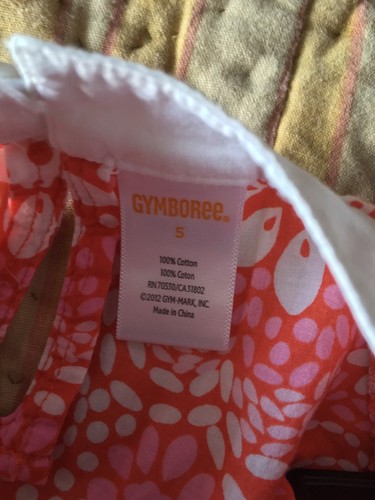 GYMBOREE®
5
100% Cotton
100% Coton
RN70530/CA31802
©2012 GYM-MARK, INC.
Made in China